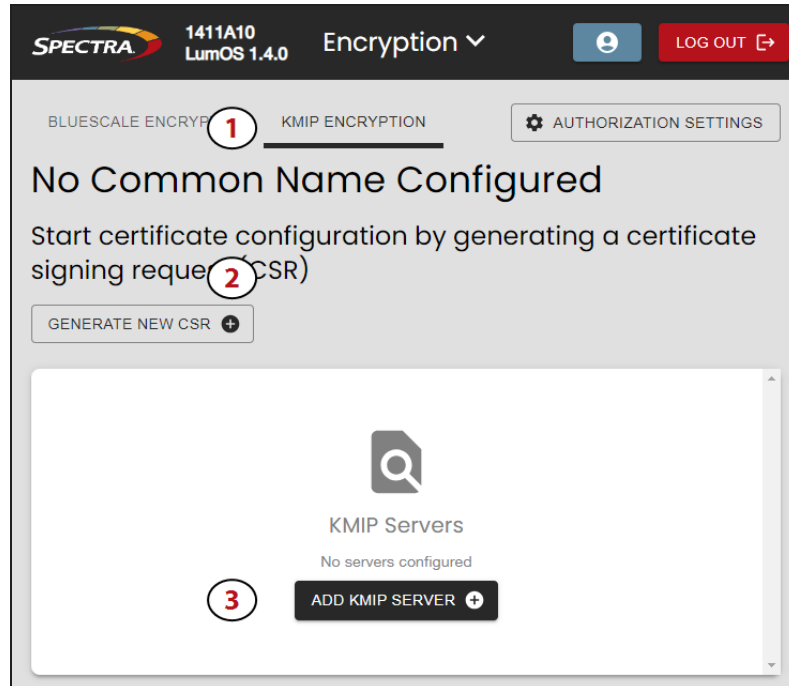 SPECTRA
1411A10
LumOS 1.4.0
Encryption
LOG OUT
BLUESCALE ENCRYP
1
KMIP ENCRYPTION
AUTHORIZATION SETTINGS
No Common Name Configured
Start certificate configuration by generating a certificate
signing reque (CSR)
2
GENERATE NEW CSR
KMIP Servers
No servers configured
3
ADD KMIP SERVER